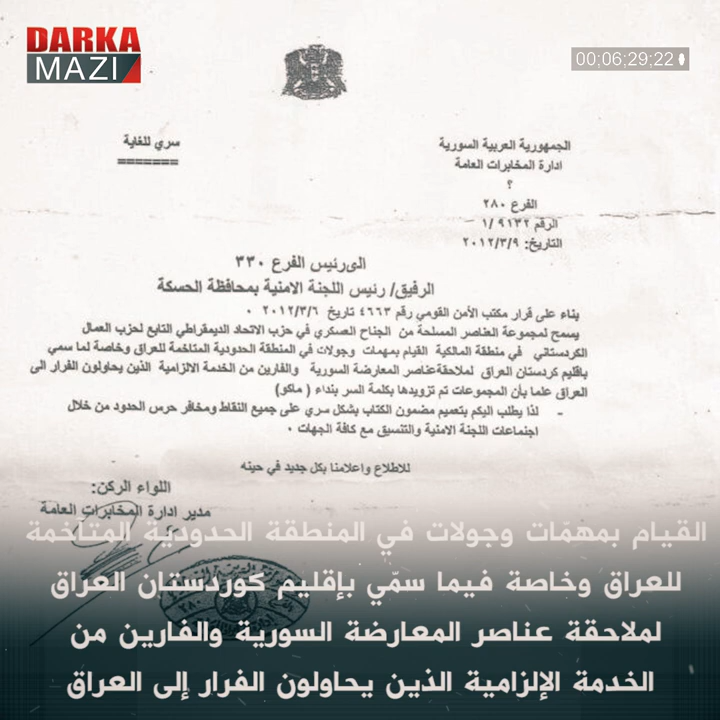 DARKA
MAZI
00;06;29;22
الجمهورية العربية السورية
ادارة المخابرات العامة
؟
الفرع ٢٨٠
الرقم ٩١٣٢ /١
التاريخ: ٢٠١٢/٣/٩
سري للغاية
=======
الى رئيس الفرع ٣٣٠
الرفيق/ رئيس اللجنة الامنية بمحافظة الحسكة
بناء على قرار مكتب الأمن القومي رقم ٤٦٦٣ تاريخ ٢٠١٢/٣/٦ ٠
يسمح لمجموعة العناصر المسلحة من الجناح العسكري في حزب الاتحاد الديمقراطي التابع لحزب العمال
الكردستاني في منطقة المالكية القيام بمهمات وجولات في المنطقة الحدودية المتاخمة للعراق وخاصة لما سمي
بإقليم كردستان العراق لملاحقة عناصر المعارضة السورية والفارين من الخدمة الالزامية الذين يحاولون الفرار الى
العراق علما بأن المجموعات تم تزويدها بكلمة السر بنداء ( ماكو)
- لذا يطلب اليكم بتعميم مضمون الكتاب بشكل سري على جميع النقاط ومخافر حرس الحدود من خلال
اجتماعات اللجنة الامنية والتنسيق مع كافة الجهات ٠
للاطلاع واعلامنا بكل جديد في حينه
اللواء الركن:
مدير ادارة المخابرات العامة
القيام بمهمّات وجولات في المنطقة الحدودية المتاخمة
للعراق وخاصة فيما سمّي بإقليم كوردستان العراق
لملاحقة عناصر المعارضة السورية والفارين من
الخدمة الإلزامية الذين يحاولون الفرار إلى العراق